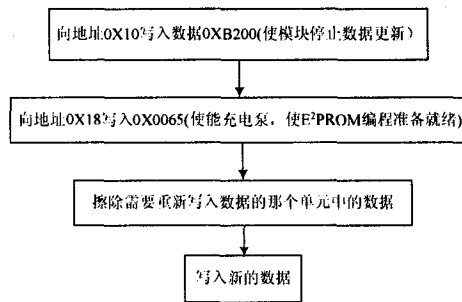 向地址0X10写入数据0XB200(使模块停止数据更新)
向地址0X18写入0X0065(使能充电泵，使E²PROM编程准备就绪)
擦除需要重新写入数据的那个单元中的数据
写入新的数据